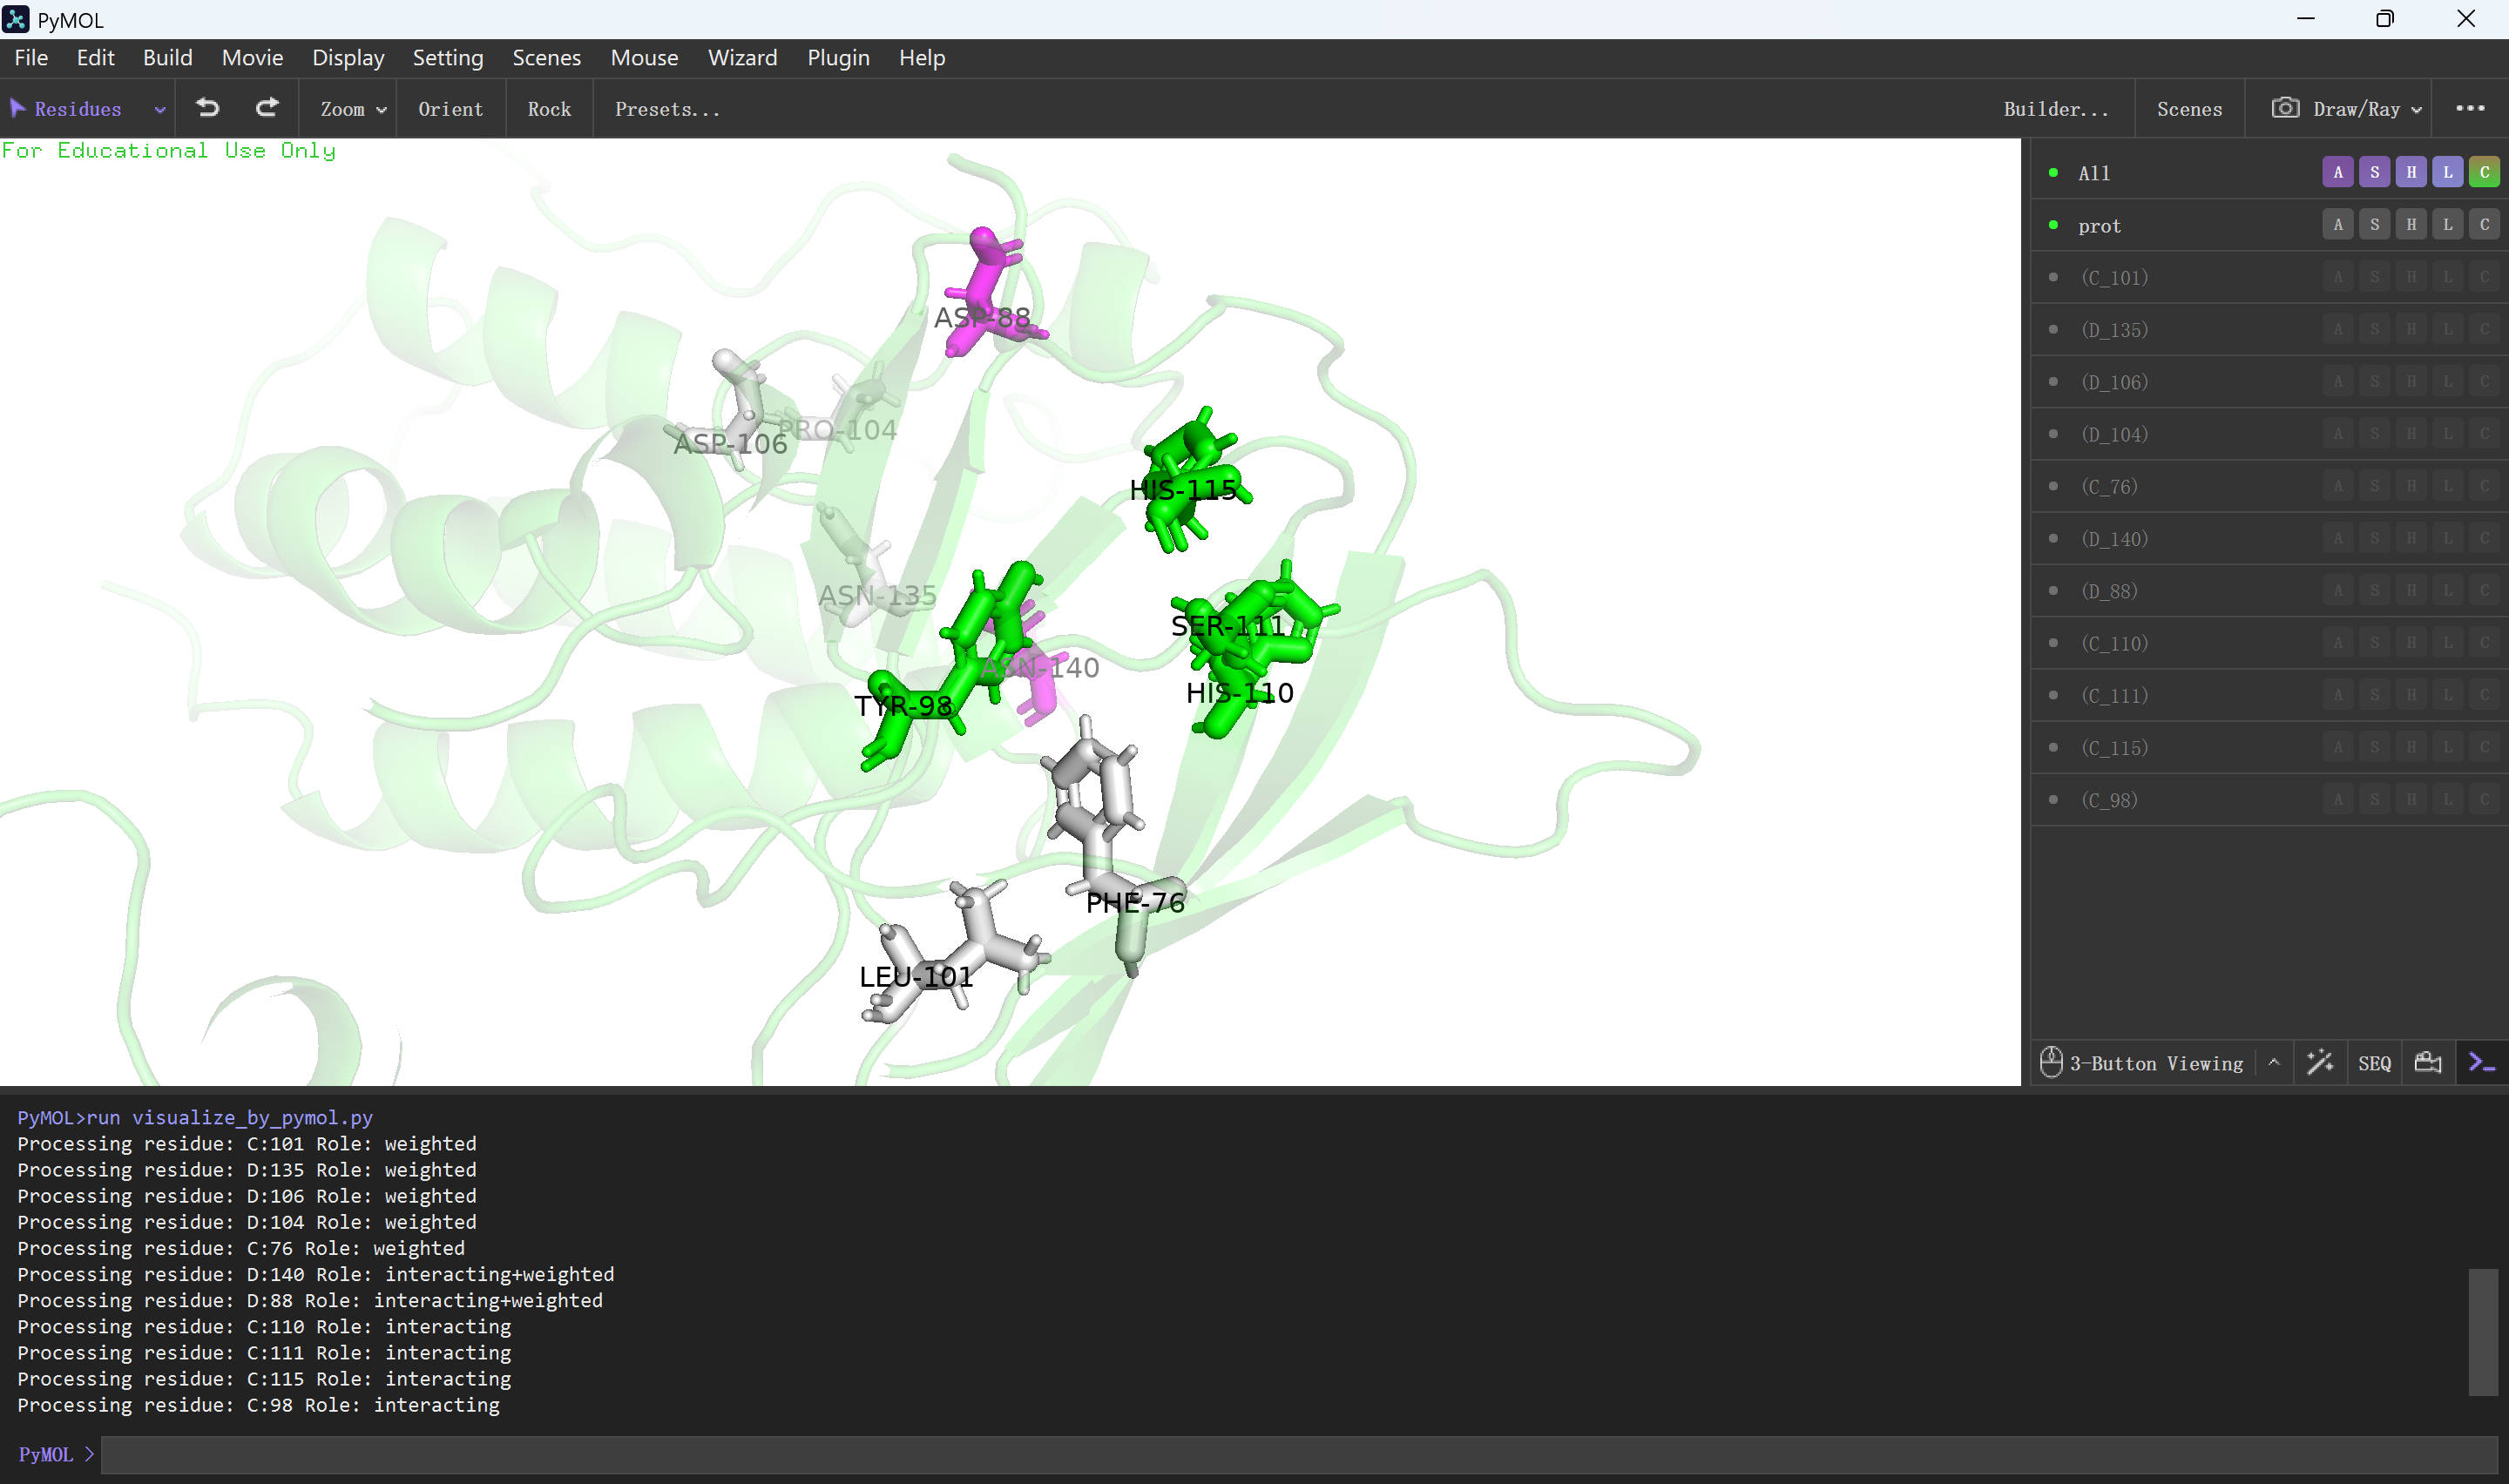 PyMOL
File Edit Build Movie Display Setting Scenes Mouse Wizard Plugin Help
Residues Zoom Orient Rock Presets... Builder... Scenes Draw/Ray
For Educational Use Only
ASP-88
ASP-106
PRO-104
HIS-115
ASN-135
SER-111
ASN-140
HIS-110
TYR-98
PHE-76
LEU-101
All A S H L C
prot A S H L C
(C_101) A S H L C
(D_135) A S H L C
(D_106) A S H L C
(D_104) A S H L C
(C_76) A S H L C
(D_140) A S H L C
(D_88) A S H L C
(C_110) A S H L C
(C_111) A S H L C
(C_115) A S H L C
(C_98) A S H L C
3-Button Viewing SEQ
PyMOL>run visualize_by_pymol.py
Processing residue: C:101 Role: weighted
Processing residue: D:135 Role: weighted
Processing residue: D:106 Role: weighted
Processing residue: D:104 Role: weighted
Processing residue: C:76 Role: weighted
Processing residue: D:140 Role: interacting+weighted
Processing residue: D:88 Role: interacting+weighted
Processing residue: C:110 Role: interacting
Processing residue: C:111 Role: interacting
Processing residue: C:115 Role: interacting
Processing residue: C:98 Role: interacting
PyMOL >